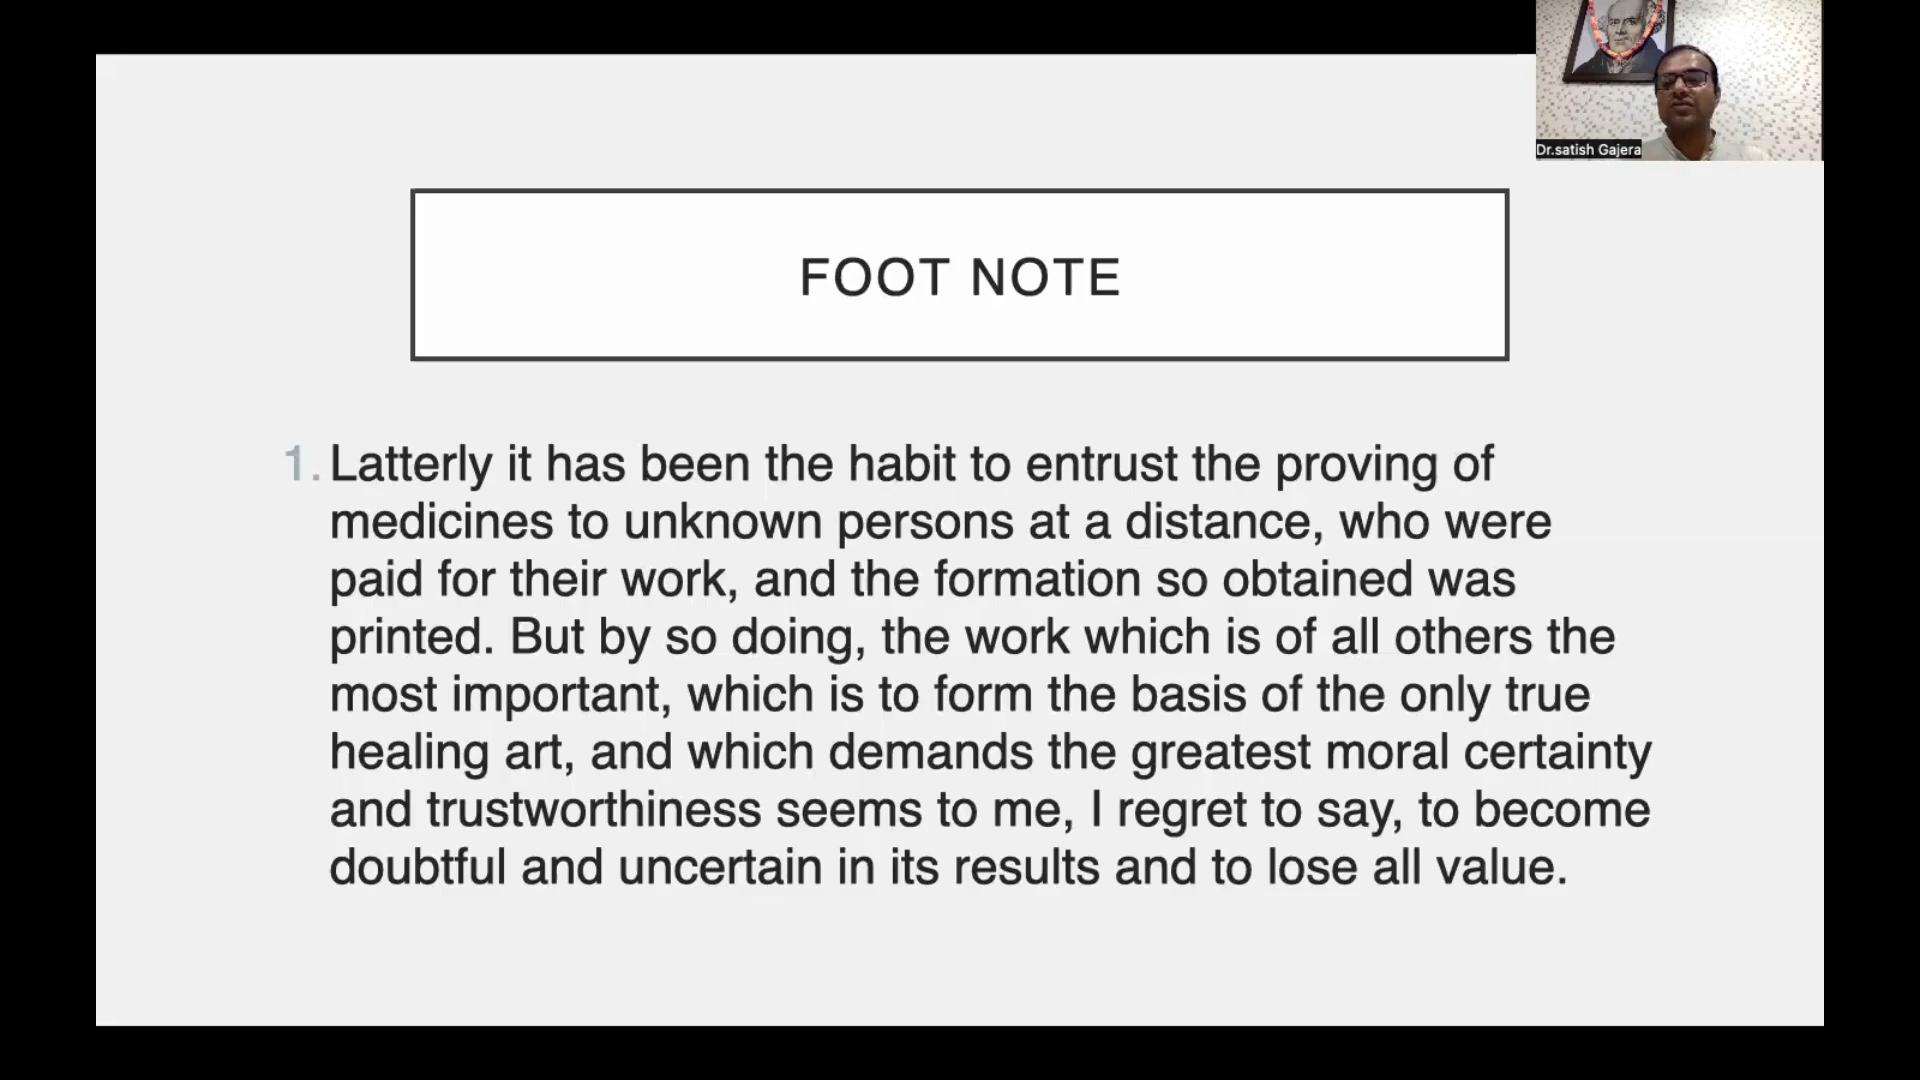 Dr.satish Gajera
FOOT NOTE
1. Latterly it has been the habit to entrust the proving of
medicines to unknown persons at a distance, who were
paid for their work, and the formation so obtained was
printed. But by so doing, the work which is of all others the
most important, which is to form the basis of the only true
healing art, and which demands the greatest moral certainty
and trustworthiness seems to me, I regret to say, to become
doubtful and uncertain in its results and to lose all value.